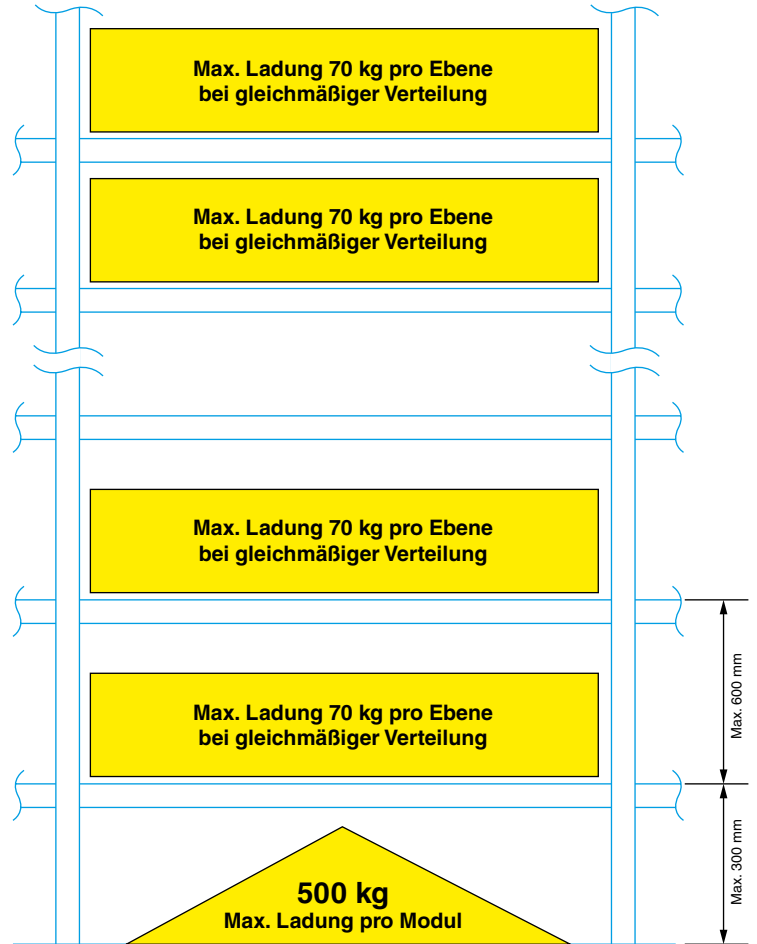 Max. Ladung 70 kg pro Ebene
bei gleichmäßiger Verteilung
Max. Ladung 70 kg pro Ebene
bei gleichmäßiger Verteilung
Max. Ladung 70 kg pro Ebene
bei gleichmäßiger Verteilung
Max. 600 mm
Max. Ladung 70 kg pro Ebene
bei gleichmäßiger Verteilung
Max. 300 mm
500 kg
Max. Ladung pro Modul